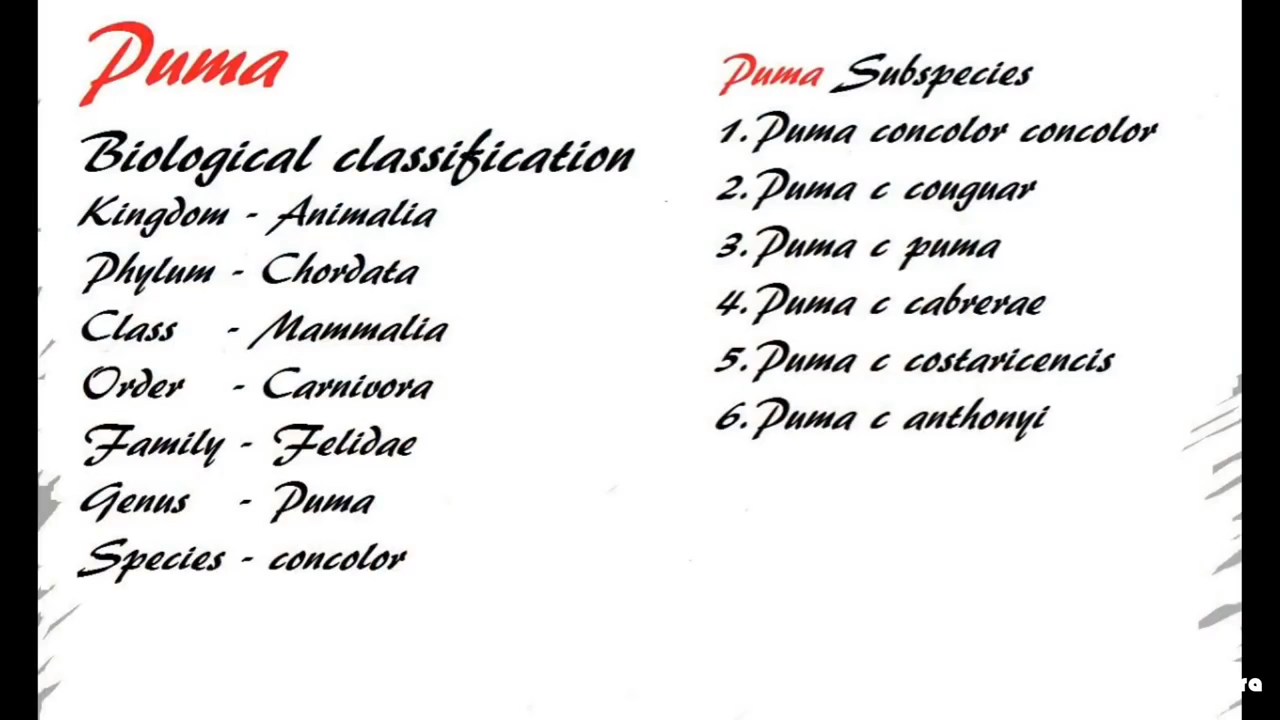 Puma
Biological classification
Kingdom - Animalia
Phylum - Chordata
Class - Mammalia
Order - Carnivora
Family - Felidae
Genus - Puma
Species - concolor
Puma Subspecies
1. Puma concolor concolor
2. Puma c couguar
3. Puma c puma
4. Puma c cabrerae
5. Puma c costaricencis
6. Puma c anthonyi